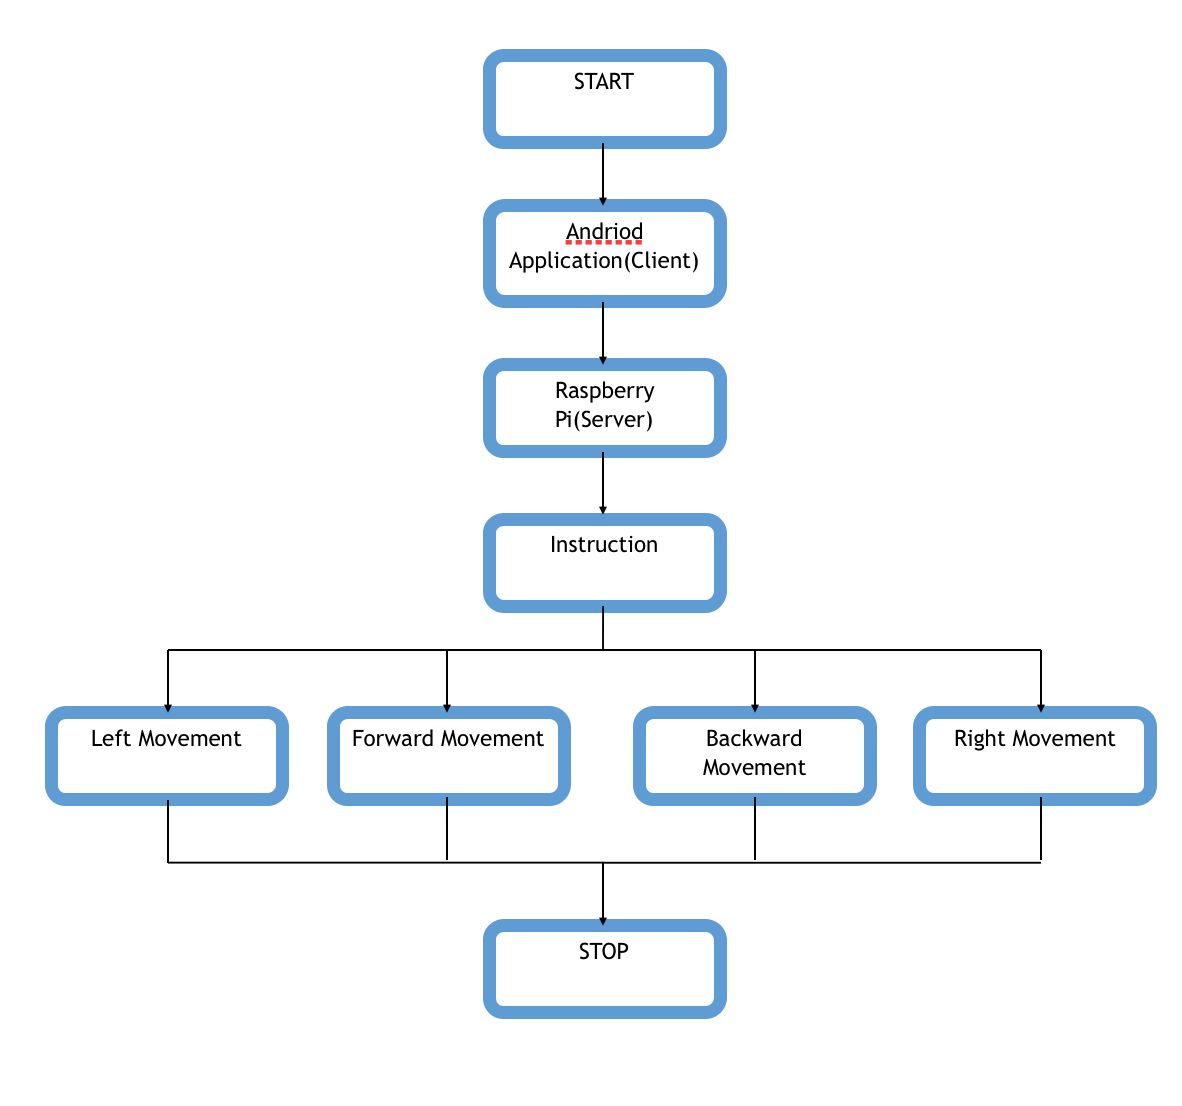 START
Andriod
Application(Client)
Raspberry
Pi(Server)
Instruction
Left Movement
Forward Movement
Backward
Movement
Right Movement
STOP